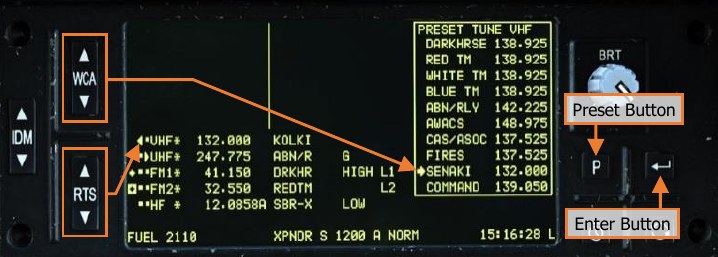 PRESET TUNE VHF
DARKHRSE 138.925
RED TM 138.925
WHITE TM 138.925
BLUE TM 138.925
ABN/RLY 142.225
AWACS 148.975
CAS/ASOC 137.525
FIRES 137.525
SENAKI 132.000
COMMAND 139.050
WCA
IDM
RTS
VHF* 132.000 KOLKI
UHF* 247.775 ABN/R G
FM1* 41.150 DRKHR HIGH L1
FM2* 32.550 REDTM L2
HF * 12.0858A SBR-X LOW
FUEL 2110 XPNDR S 1200 A NORM 15:16:28 L
BRT
Preset Button
P
Enter Button